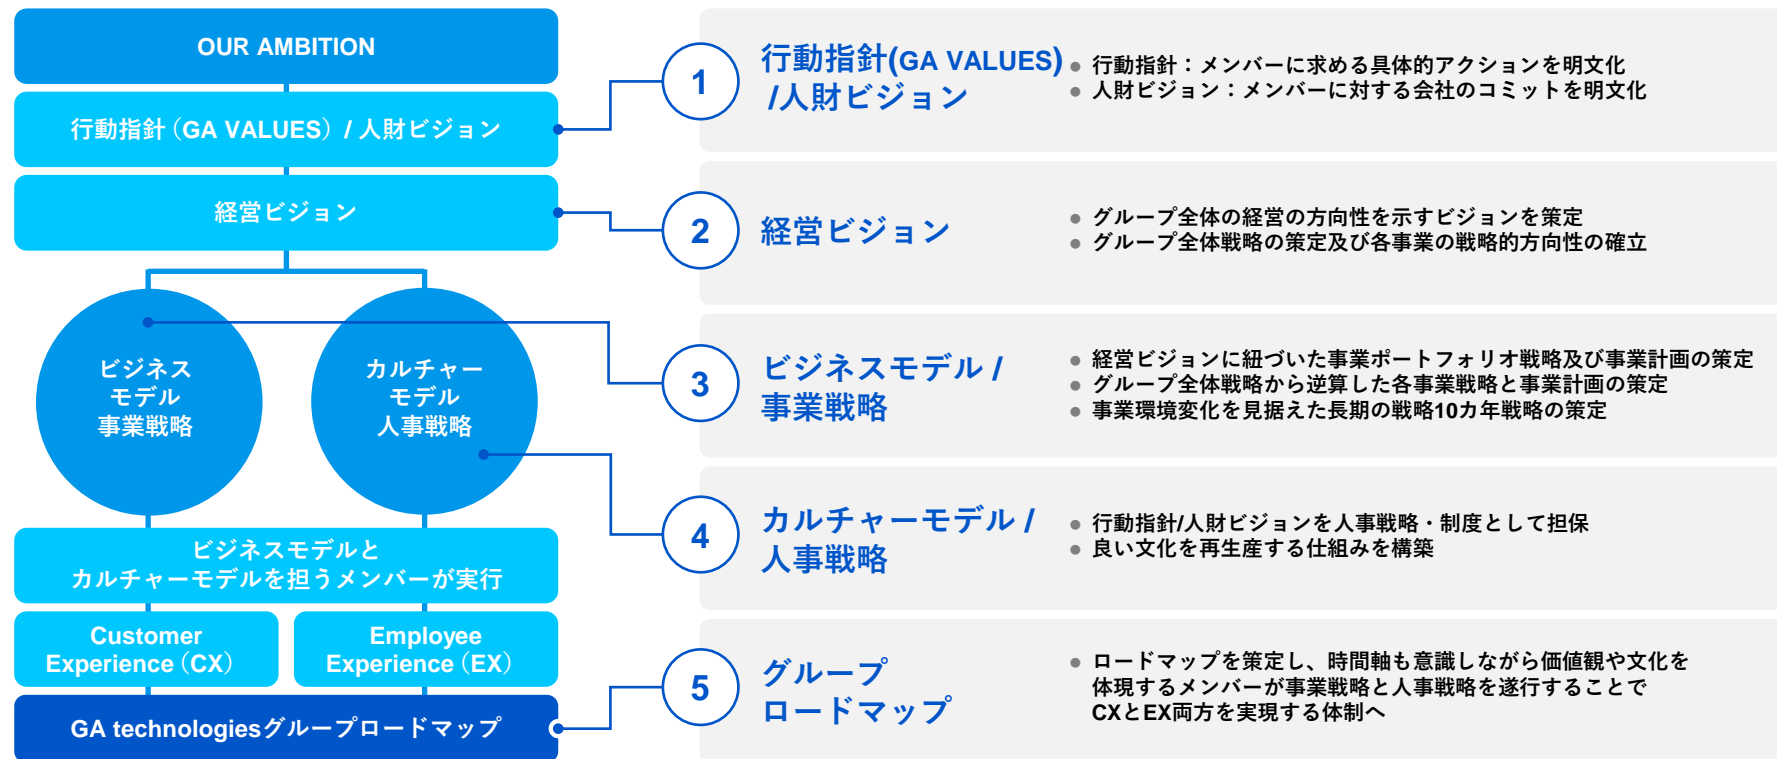 OUR AMBITION
行動指針（GA VALUES）/ 人財ビジョン
経営ビジョン
ビジネス
モデル
事業戦略
カルチャー
モデル
人事戦略
ビジネスモデルと
カルチャーモデルを担うメンバーが実行
Customer
Experience（CX）
Employee
Experience（EX）
GA technologiesグループロードマップ
1
行動指針(GA VALUES)
/人財ビジョン
● 行動指針：メンバーに求める具体的アクションを明文化
● 人財ビジョン：メンバーに対する会社のコミットを明文化
2
経営ビジョン
● グループ全体の経営の方向性を示すビジョンを策定
● グループ全体戦略の策定及び各事業の戦略的方向性の確立
3
ビジネスモデル /
事業戦略
● 経営ビジョンに紐づいた事業ポートフォリオ戦略及び事業計画の策定
● グループ全体戦略から逆算した各事業戦略と事業計画の策定
● 事業環境変化を見据えた長期の戦略10カ年戦略の策定
4
カルチャーモデル /
人事戦略
● 行動指針/人財ビジョンを人事戦略・制度として担保
● 良い文化を再生産する仕組みを構築
5
グループ
ロードマップ
● ロードマップを策定し、時間軸も意識しながら価値観や文化を
体現するメンバーが事業戦略と人事戦略を遂行することで
CXとEX両方を実現する体制へ